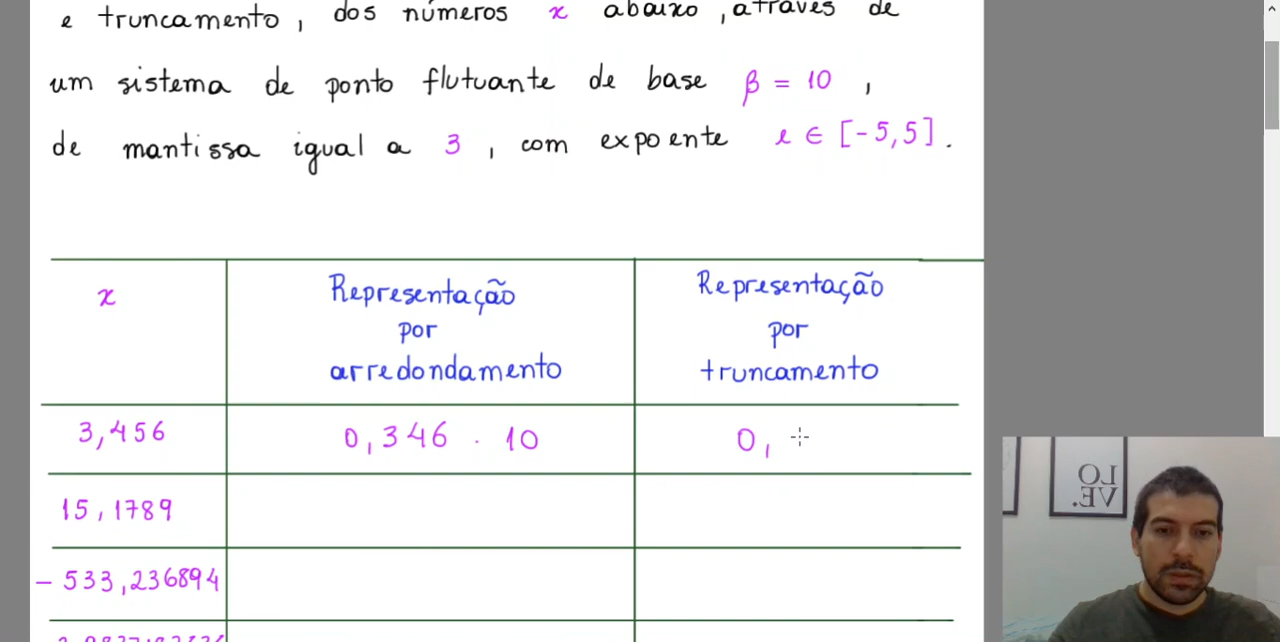 e truncamento, dos números x abaixo, através de
um sistema de ponto flutuante de base β = 10 ,
de mantissa igual a 3 , com expoente e ∈ [-5,5] .
x
Representação
por
arredondamento
Representação
por
truncamento
3,456 0,346 · 10 0,
15,1789
- 533,236894
LO
VE.